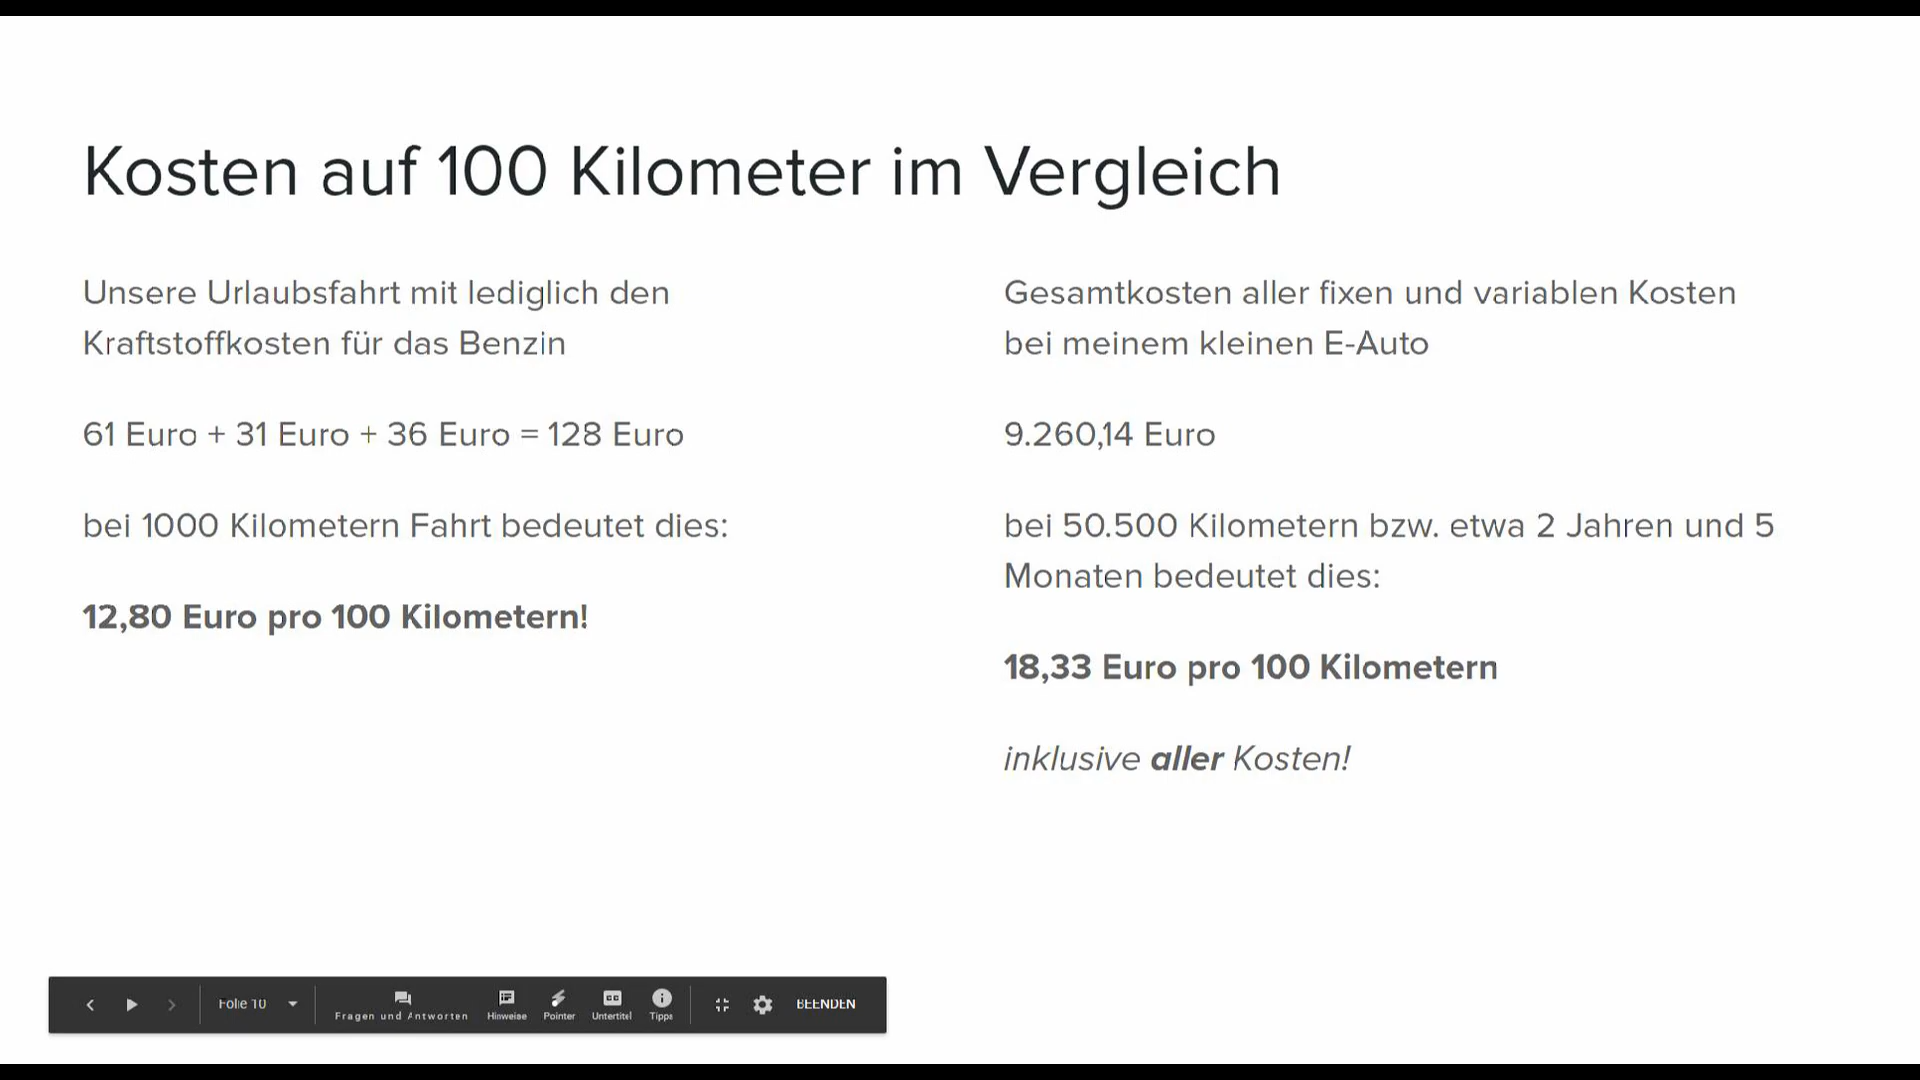 Kosten auf 100 Kilometer im Vergleich
Unsere Urlaubsfahrt mit lediglich den
Kraftstoffkosten für das Benzin
61 Euro + 31 Euro + 36 Euro = 128 Euro
bei 1000 Kilometern Fahrt bedeutet dies:
12,80 Euro pro 100 Kilometern!
Gesamtkosten aller fixen und variablen Kosten
bei meinem kleinen E-Auto
9.260,14 Euro
bei 50.500 Kilometern bzw. etwa 2 Jahren und 5
Monaten bedeutet dies:
18,33 Euro pro 100 Kilometern
inklusive aller Kosten!
Folie 10
Fragen und Antworten
Hinweise
Pointer
Untertitel
Tipps
BEENDEN